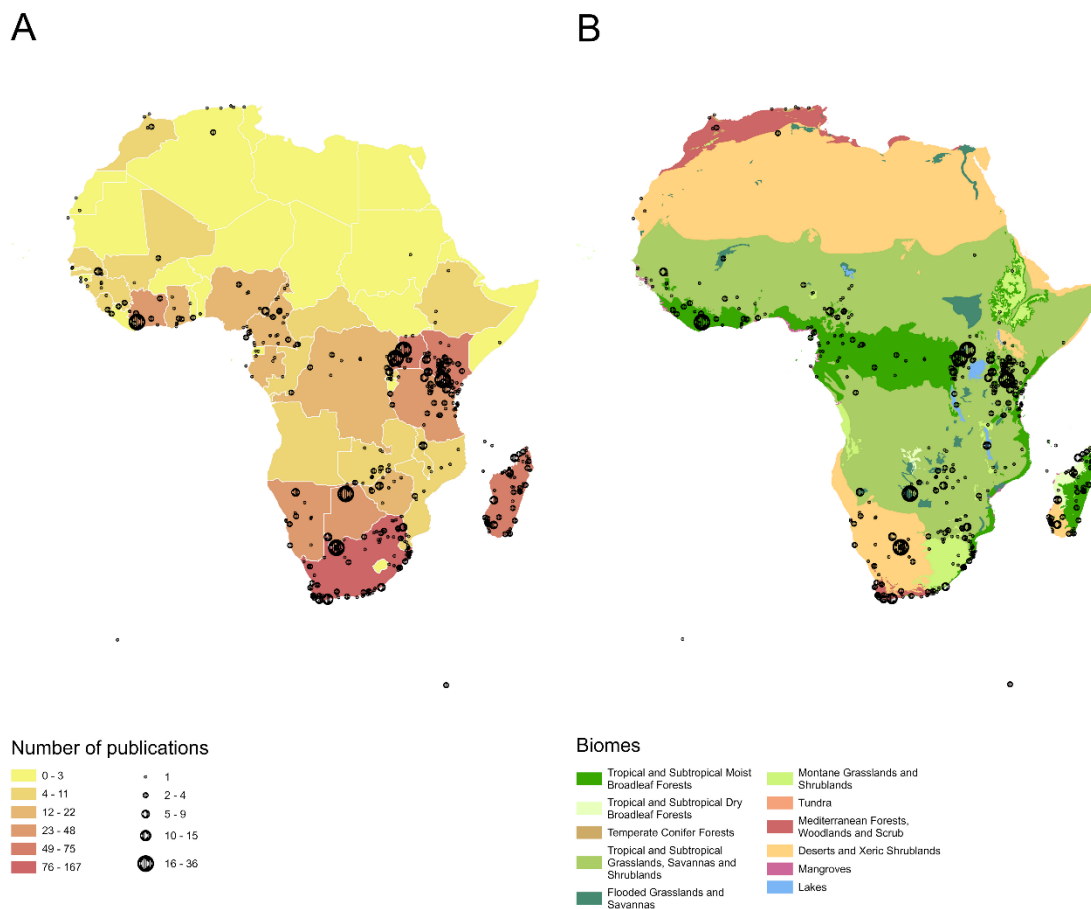 A
B
Number of publications
0 - 3
4 - 11
12 - 22
23 - 48
49 - 75
76 - 167
1
2 - 4
5 - 9
10 - 15
16 - 36
Biomes
Tropical and Subtropical Moist
Broadleaf Forests
Tropical and Subtropical Dry
Broadleaf Forests
Temperate Conifer Forests
Tropical and Subtropical
Grasslands, Savannas and
Shrublands
Flooded Grasslands and
Savannas
Montane Grasslands and
Shrublands
Tundra
Mediterranean Forests,
Woodlands and Scrub
Deserts and Xeric Shrublands
Mangroves
Lakes